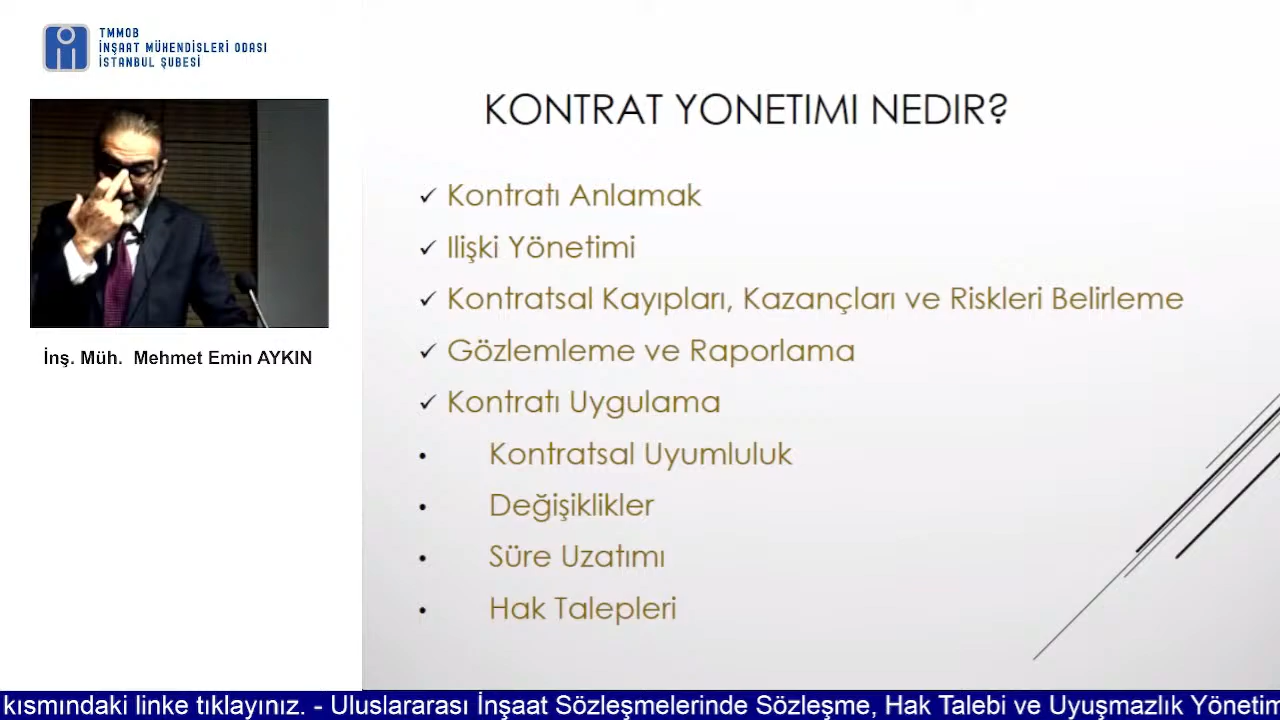 TMMOB
İNŞAAT MÜHENDİSLERİ ODASI
İSTANBUL ŞUBESİ
İnş. Müh. Mehmet Emin AYKIN
KONTRAT YONETIMI NEDIR?
✓ Kontratı Anlamak
✓ Ilişki Yönetimi
✓ Kontratsal Kayıpları, Kazançları ve Riskleri Belirleme
✓ Gözlemleme ve Raporlama
✓ Kontratı Uygulama
• Kontratsal Uyumluluk
• Değişiklikler
• Süre Uzatımı
• Hak Talepleri
kısmındaki linke tıklayınız. - Uluslararası İnşaat Sözleşmelerinde Sözleşme, Hak Talebi ve Uyuşmazlık Yönetim